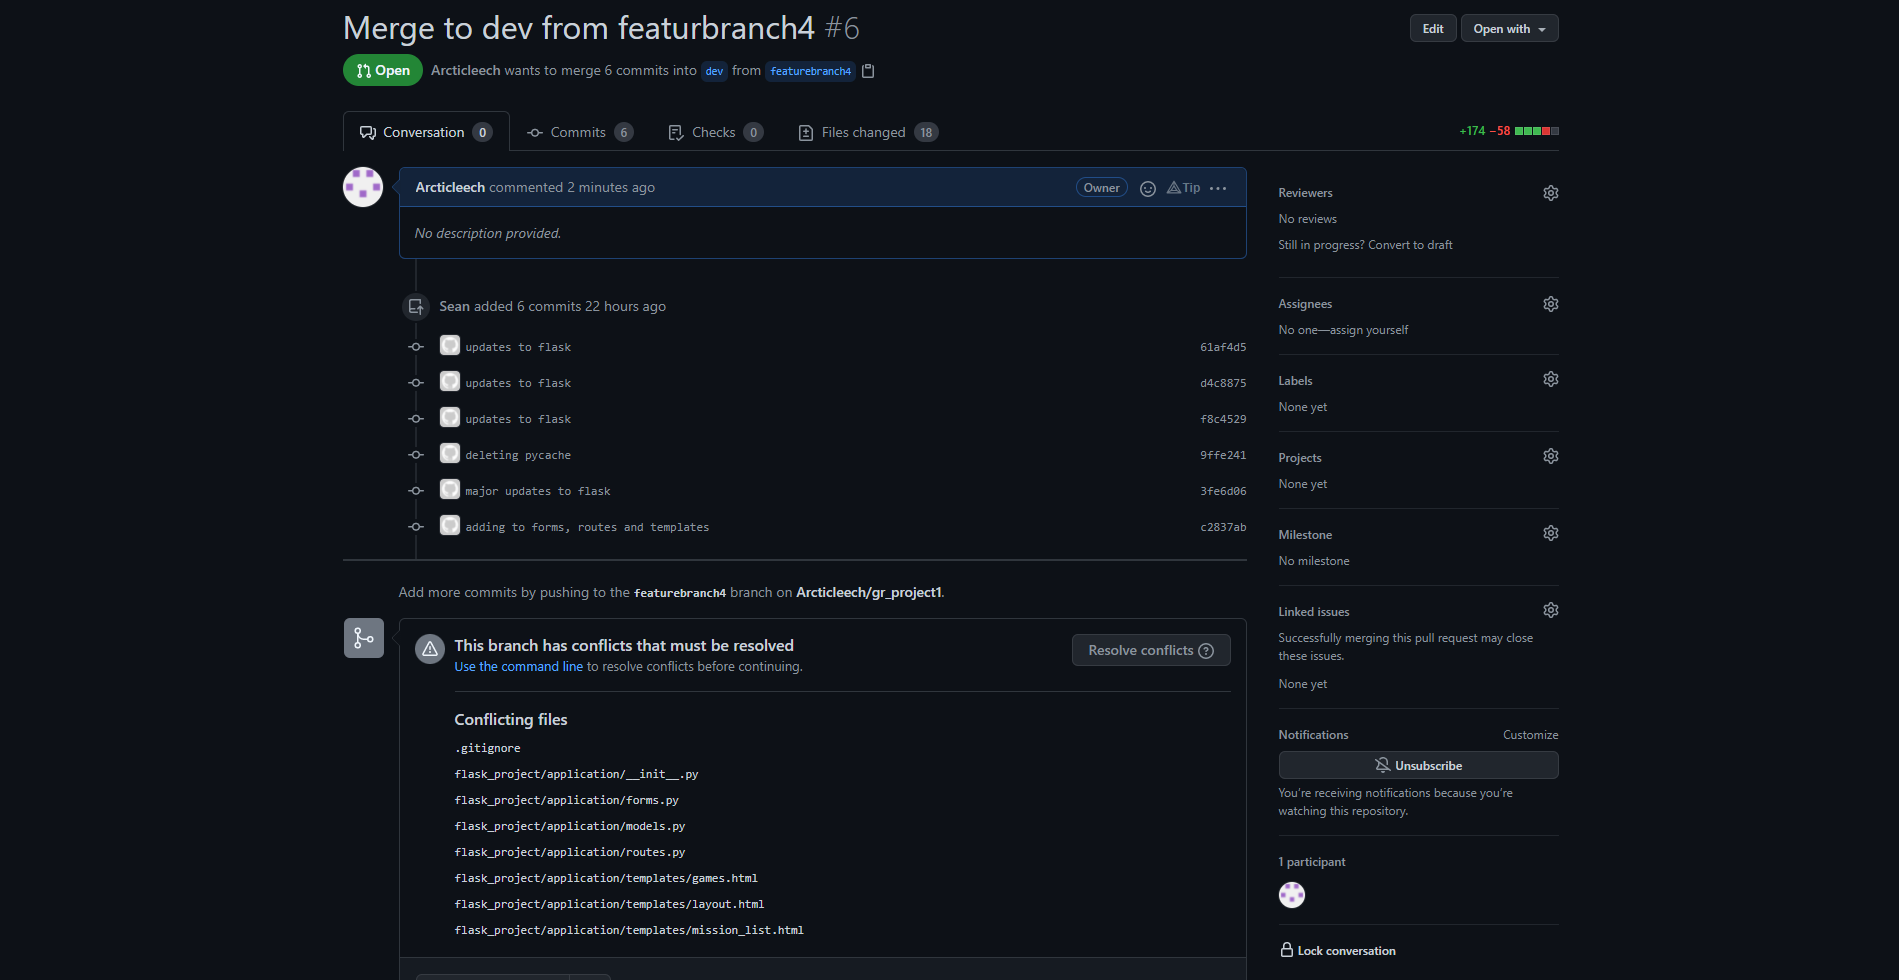 Merge to dev from featurbranch4 #6
Edit
Open with
Open
Arcticleech wants to merge 6 commits into dev from featurebranch4
Conversation 0
Commits 6
Checks 0
Files changed 18
+174 −58
Arcticleech commented 2 minutes ago
Owner
Tip
No description provided.
Sean added 6 commits 22 hours ago
updates to flask 61af4d5
updates to flask d4c8875
updates to flask f8c4529
deleting pycache 9ffe241
major updates to flask 3fe6d06
adding to forms, routes and templates c2837ab
Add more commits by pushing to the featurebranch4 branch on Arcticleech/gr_project1.
This branch has conflicts that must be resolved
Use the command line to resolve conflicts before continuing.
Resolve conflicts
Conflicting files
.gitignore
flask_project/application/__init__.py
flask_project/application/forms.py
flask_project/application/models.py
flask_project/application/routes.py
flask_project/application/templates/games.html
flask_project/application/templates/layout.html
flask_project/application/templates/mission_list.html
Reviewers
No reviews
Still in progress? Convert to draft
Assignees
No one—assign yourself
Labels
None yet
Projects
None yet
Milestone
No milestone
Linked issues
Successfully merging this pull request may close
these issues.
None yet
Notifications
Customize
Unsubscribe
You're receiving notifications because you're
watching this repository.
1 participant
Lock conversation